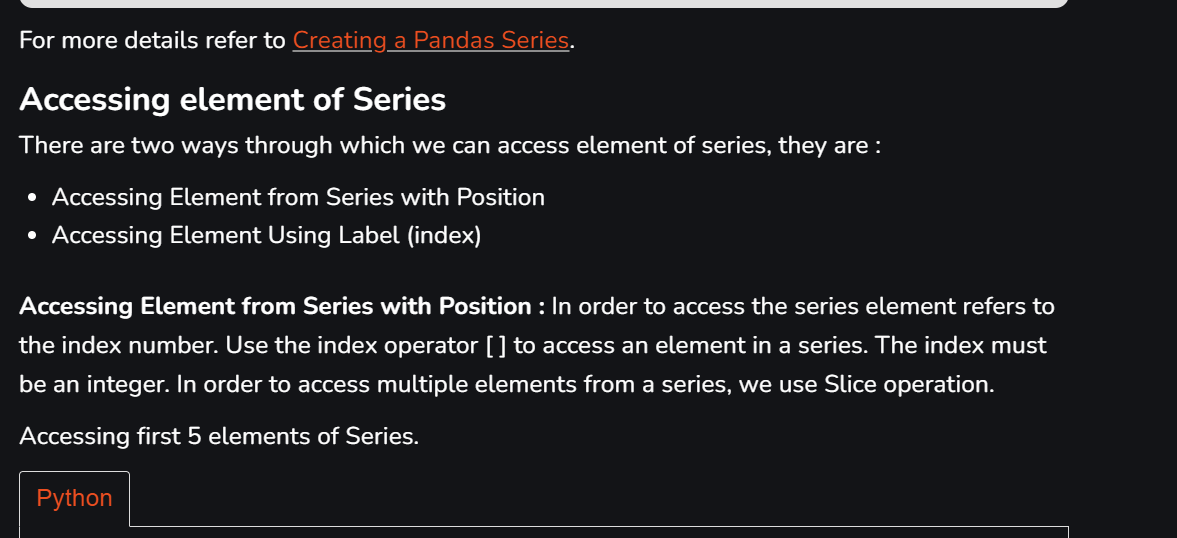 For more details refer to Creating a Pandas Series.
Accessing element of Series
There are two ways through which we can access element of series, they are :
• Accessing Element from Series with Position
• Accessing Element Using Label (index)
Accessing Element from Series with Position : In order to access the series element refers to
the index number. Use the index operator [ ] to access an element in a series. The index must
be an integer. In order to access multiple elements from a series, we use Slice operation.
Accessing first 5 elements of Series.
Python